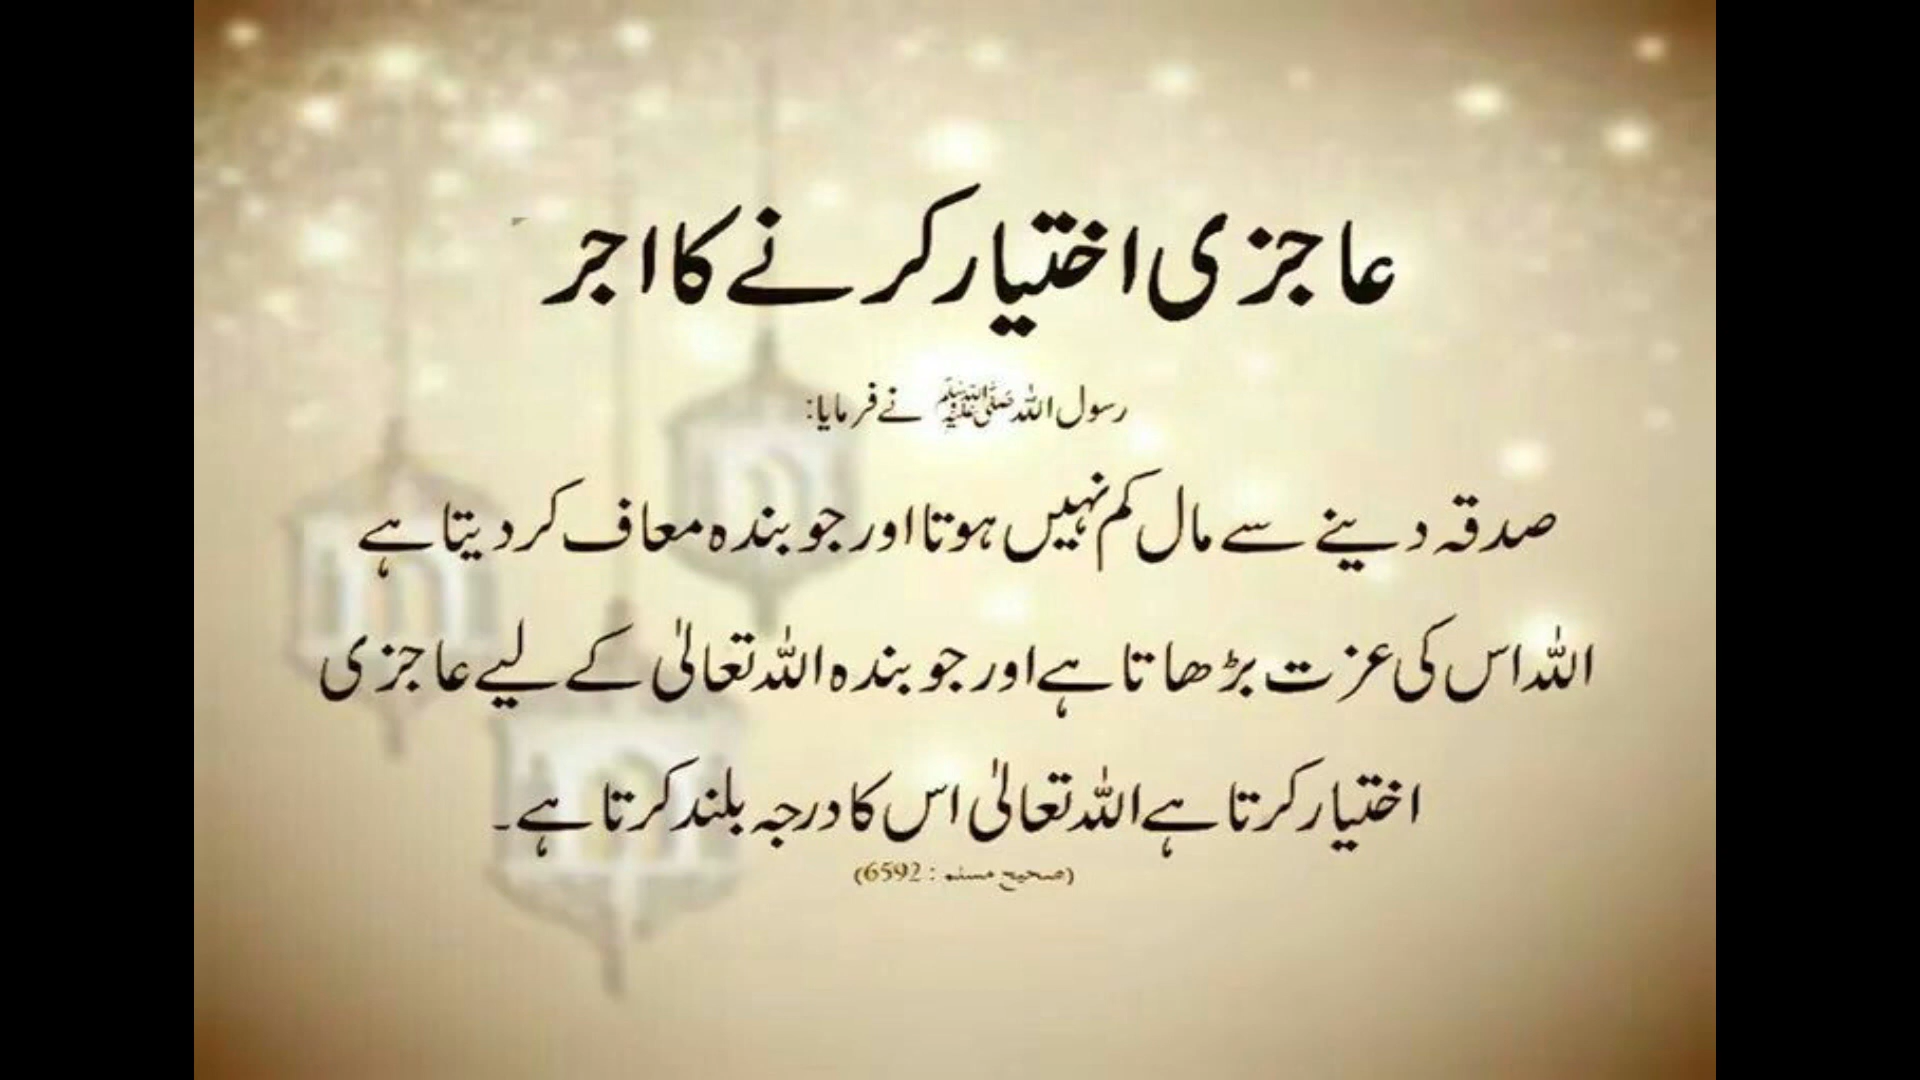 عاجزی اختیار کرنے کا اجر
رسول اللہ ﷺ نے فرمایا:
صدقہ دینے سے مال کم نہیں ہوتا اور جو بندہ معاف کر دیتا ہے
اللہ اس کی عزت بڑھاتا ہے اور جو بندہ اللہ تعالیٰ کے لیے عاجزی
اختیار کرتا ہے اللہ تعالیٰ اس کا درجہ بلند کرتا ہے۔
(صحیح مسلم : 6592)